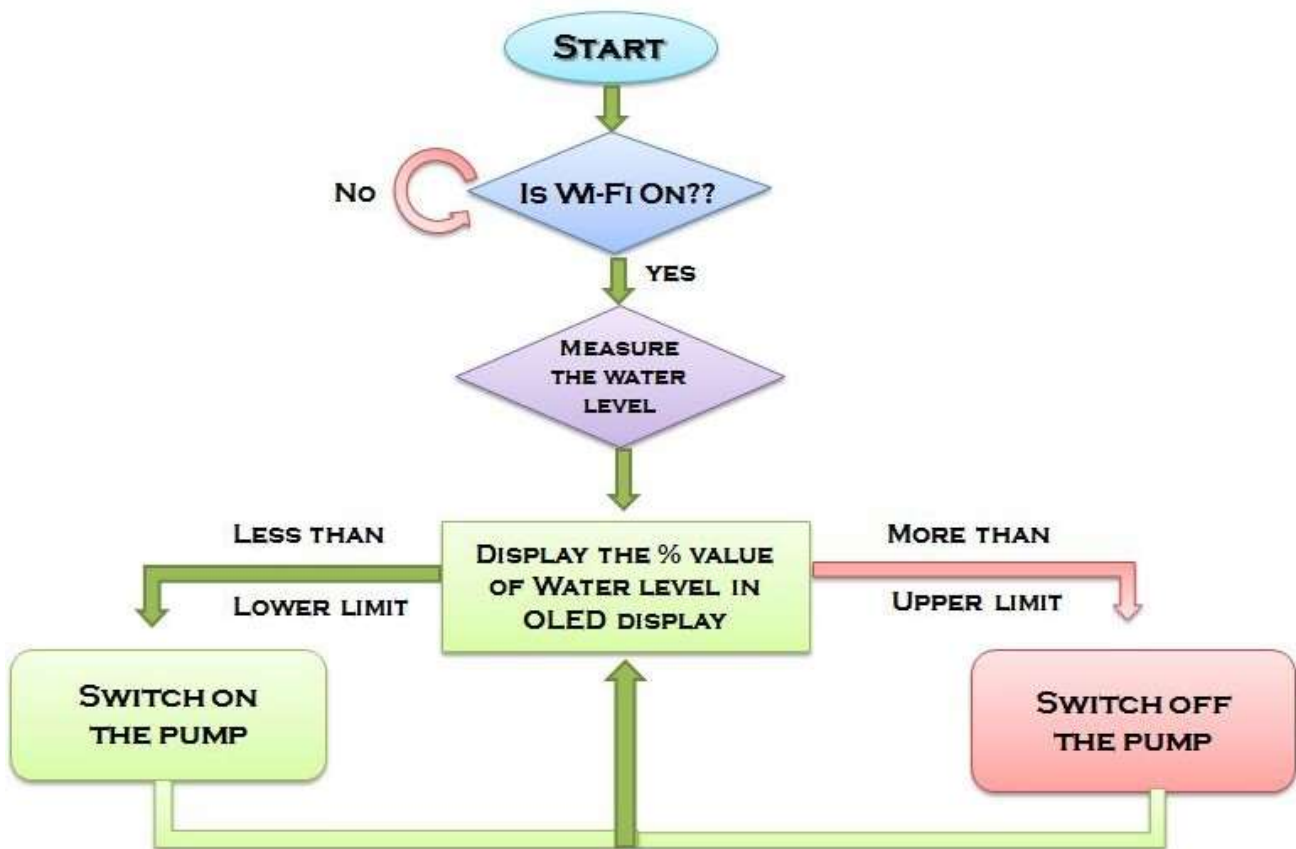 Start
Is Wi-Fi On??
No
yes
Measure
the water
level
Less than
Lower limit
Display the % value
of Water level in
OLED display
More than
Upper limit
Switch on
the pump
Switch off
the pump